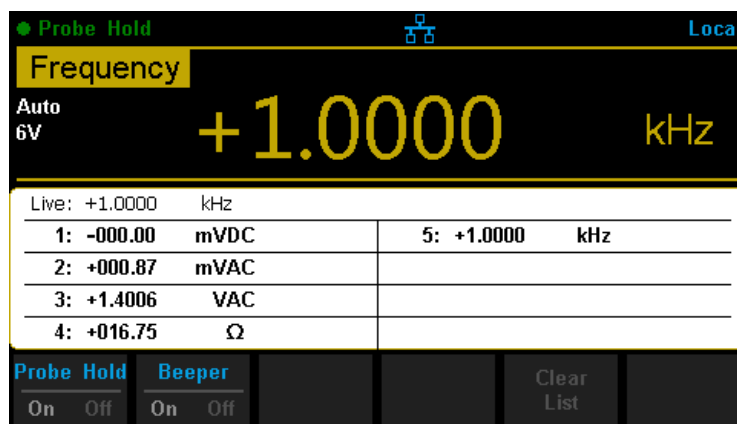 Probe Hold Loca
Frequency
Auto
6V
+1.0000 kHz
Live: +1.0000 kHz
1: -000.00 mVDC 5: +1.0000 kHz
2: +000.87 mVAC
3: +1.4006 VAC
4: +016.75 Ω
Probe Hold Beeper Clear
On Off On Off List